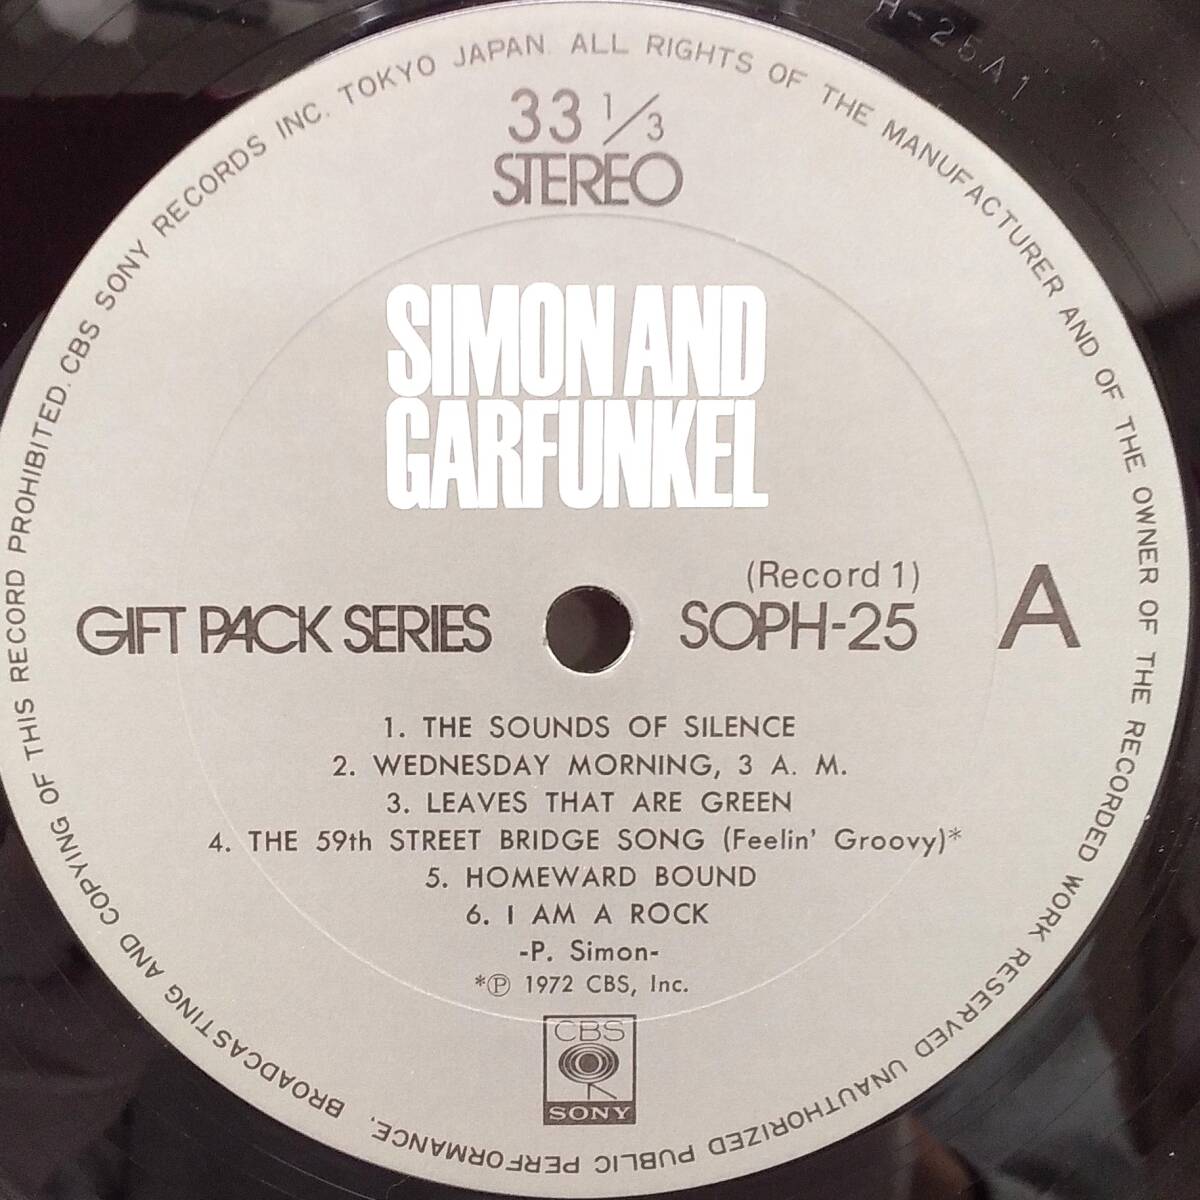 H-25A1
CBS SONY RECORDS INC. TOKYO JAPAN. ALL RIGHTS OF THE MANUFACTURER AND OF THE OWNER OF THE RECORDED WORK RESERVED UNAUTHORIZED PUBLIC PERFORMANCE, BROADCASTING AND COPYING OF THIS RECORD PROHIBITED.
33 1/3
STEREO
SIMON AND
GARFUNKEL
(Record 1)
GIFT PACK SERIES SOPH-25 A
1. THE SOUNDS OF SILENCE
2. WEDNESDAY MORNING, 3 A. M.
3. LEAVES THAT ARE GREEN
4. THE 59th STREET BRIDGE SONG (Feelin' Groovy)*
5. HOMEWARD BOUND
6. I AM A ROCK
-P. Simon-
*℗ 1972 CBS, Inc.
CBS
SONY